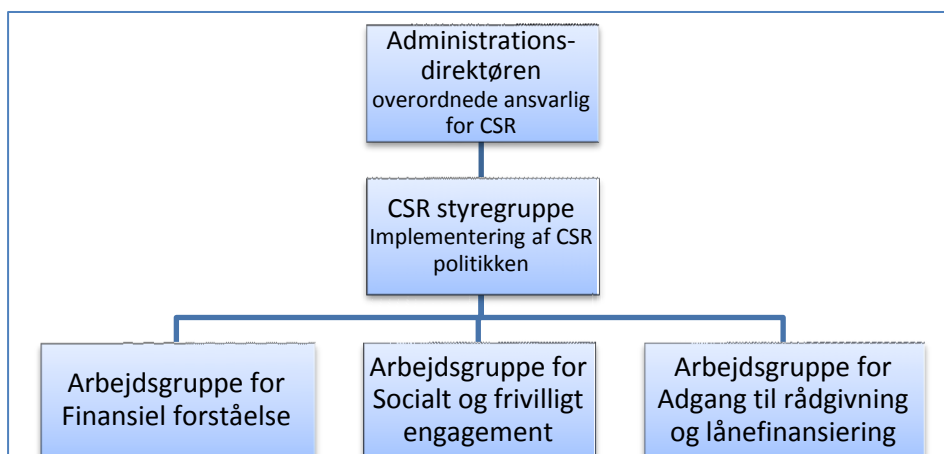 Administrations-
direktøren
overordnede ansvarlig
for CSR
CSR styregruppe
Implementering af CSR
politikken
Arbejdsgruppe for
Finansiel forståelse
Arbejdsgruppe for
Socialt og frivilligt
engagement
Arbejdsgruppe for
Adgang til rådgivning
og lånefinansiering